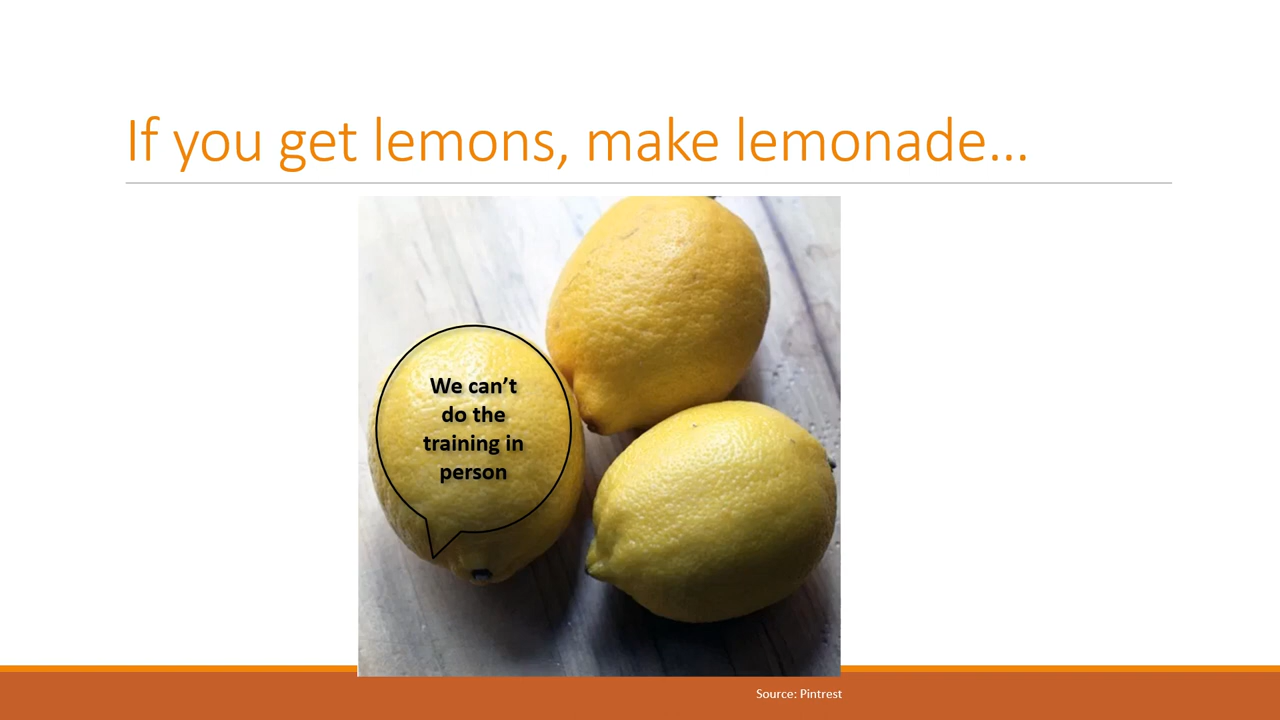 If you get lemons, make lemonade...
We can't
do the
training in
person
Source: Pintrest